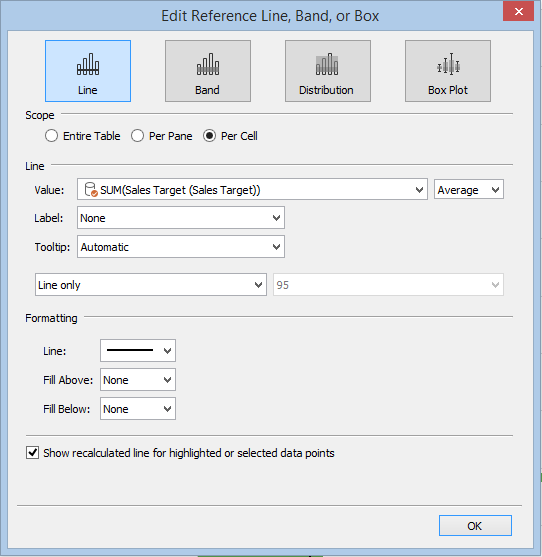 Edit Reference Line, Band, or Box
Line Band Distribution Box Plot
Scope
Entire Table Per Pane Per Cell
Line
Value: SUM(Sales Target (Sales Target)) Average
Label: None
Tooltip: Automatic
Line only 95
Formatting
Line:
Fill Above: None
Fill Below: None
Show recalculated line for highlighted or selected data points
OK